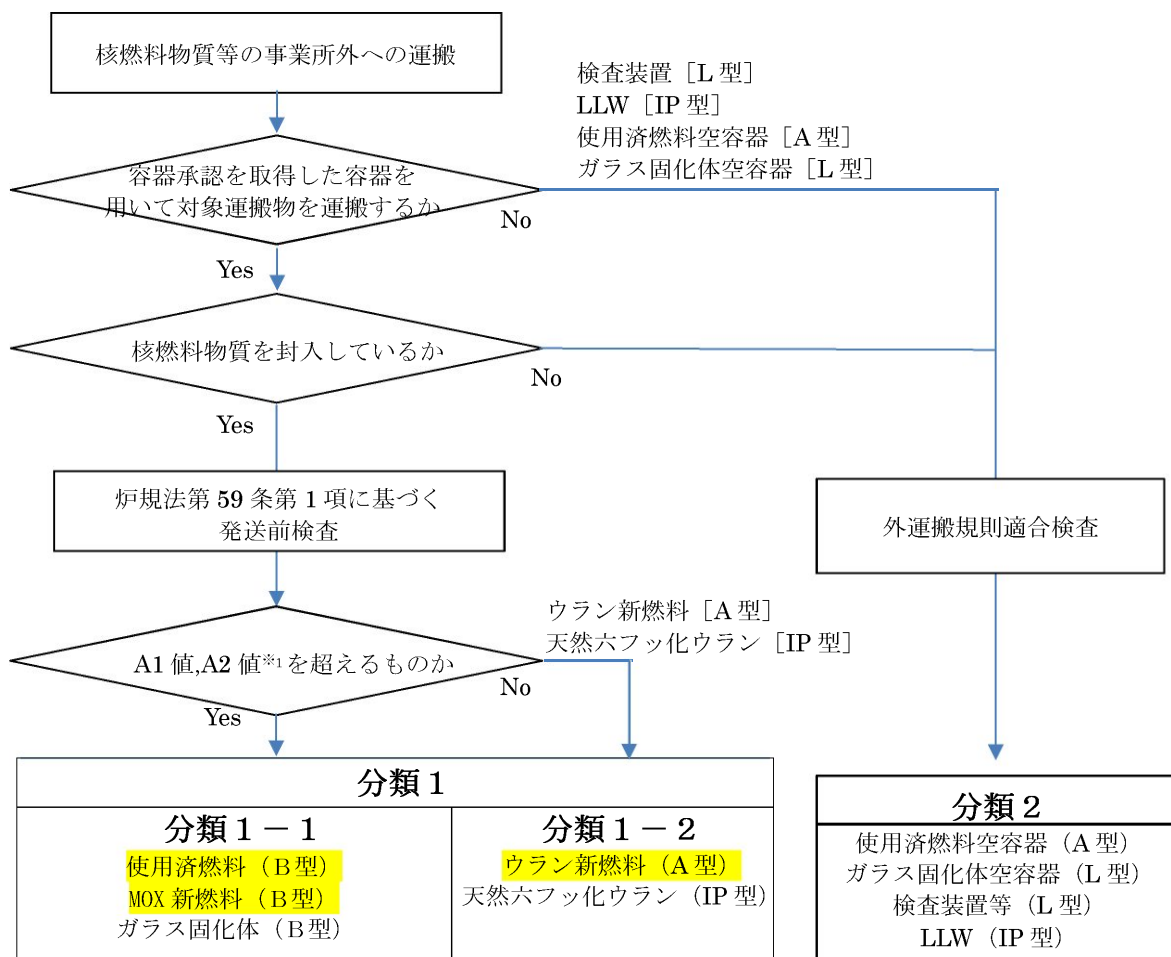 核燃料物質等の事業所外への運搬
検査装置［L 型］
LLW［IP 型］
使用済燃料空容器［A 型］
ガラス固化体空容器［L 型］
容器承認を取得した容器を
用いて対象運搬物を運搬するか
No
Yes
核燃料物質を封入しているか
No
Yes
炉規法第 59 条第 1 項に基づく
発送前検査
外運搬規則適合検査
ウラン新燃料［A 型］
天然六フッ化ウラン［IP 型］
A1 値,A2 値※1を超えるものか
No
Yes
分類１
分類１－１
使用済燃料（Ｂ型）
MOX 新燃料（Ｂ型）
ガラス固化体（Ｂ型）
分類１－２
ウラン新燃料（A 型）
天然六フッ化ウラン（IP 型）
分類２
使用済燃料空容器（A 型）
ガラス固化体空容器（L 型）
検査装置等（L 型）
LLW（IP 型）